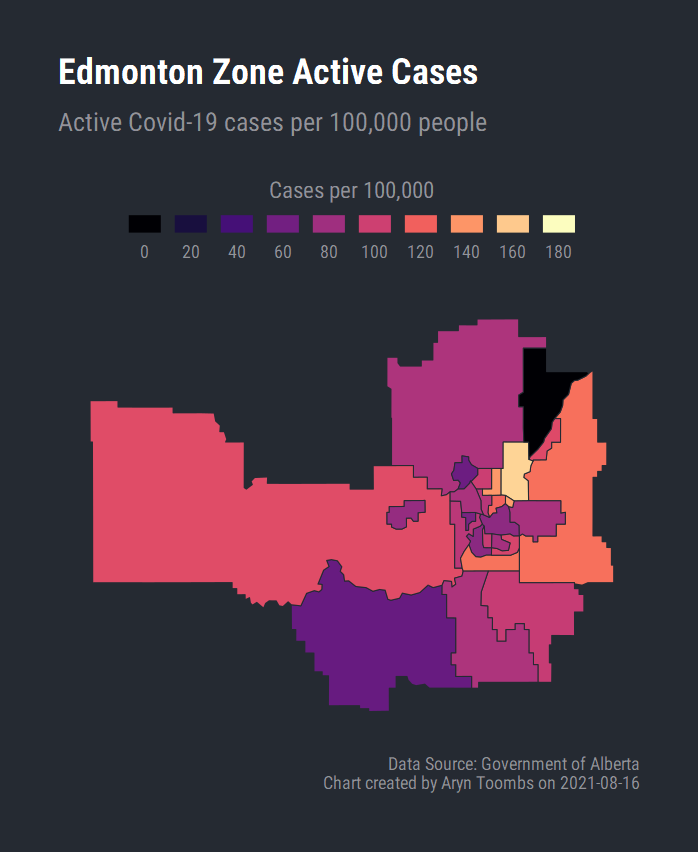 Edmonton Zone Active Cases
Active Covid-19 cases per 100,000 people
Cases per 100,000
0 20 40 60 80 100 120 140 160 180
Data Source: Government of Alberta
Chart created by Aryn Toombs on 2021-08-16